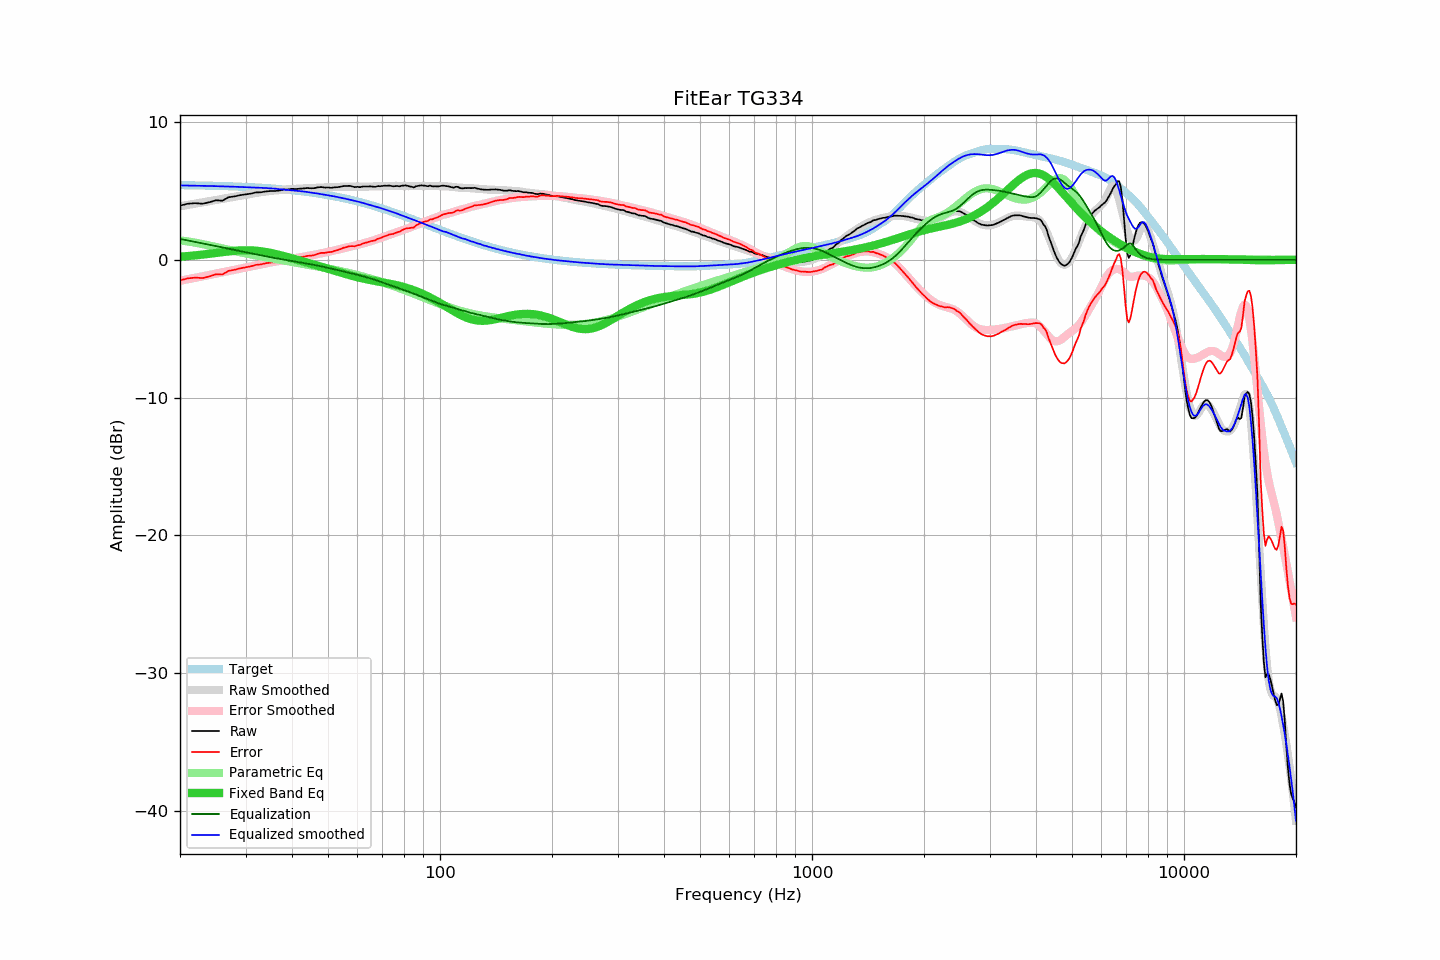 FitEar TG334
10
0
−10
−20
−30
−40
Amplitude (dBr)
Target
Raw Smoothed
Error Smoothed
Raw
Error
Parametric Eq
Fixed Band Eq
Equalization
Equalized smoothed
100
1000
10000
Frequency (Hz)